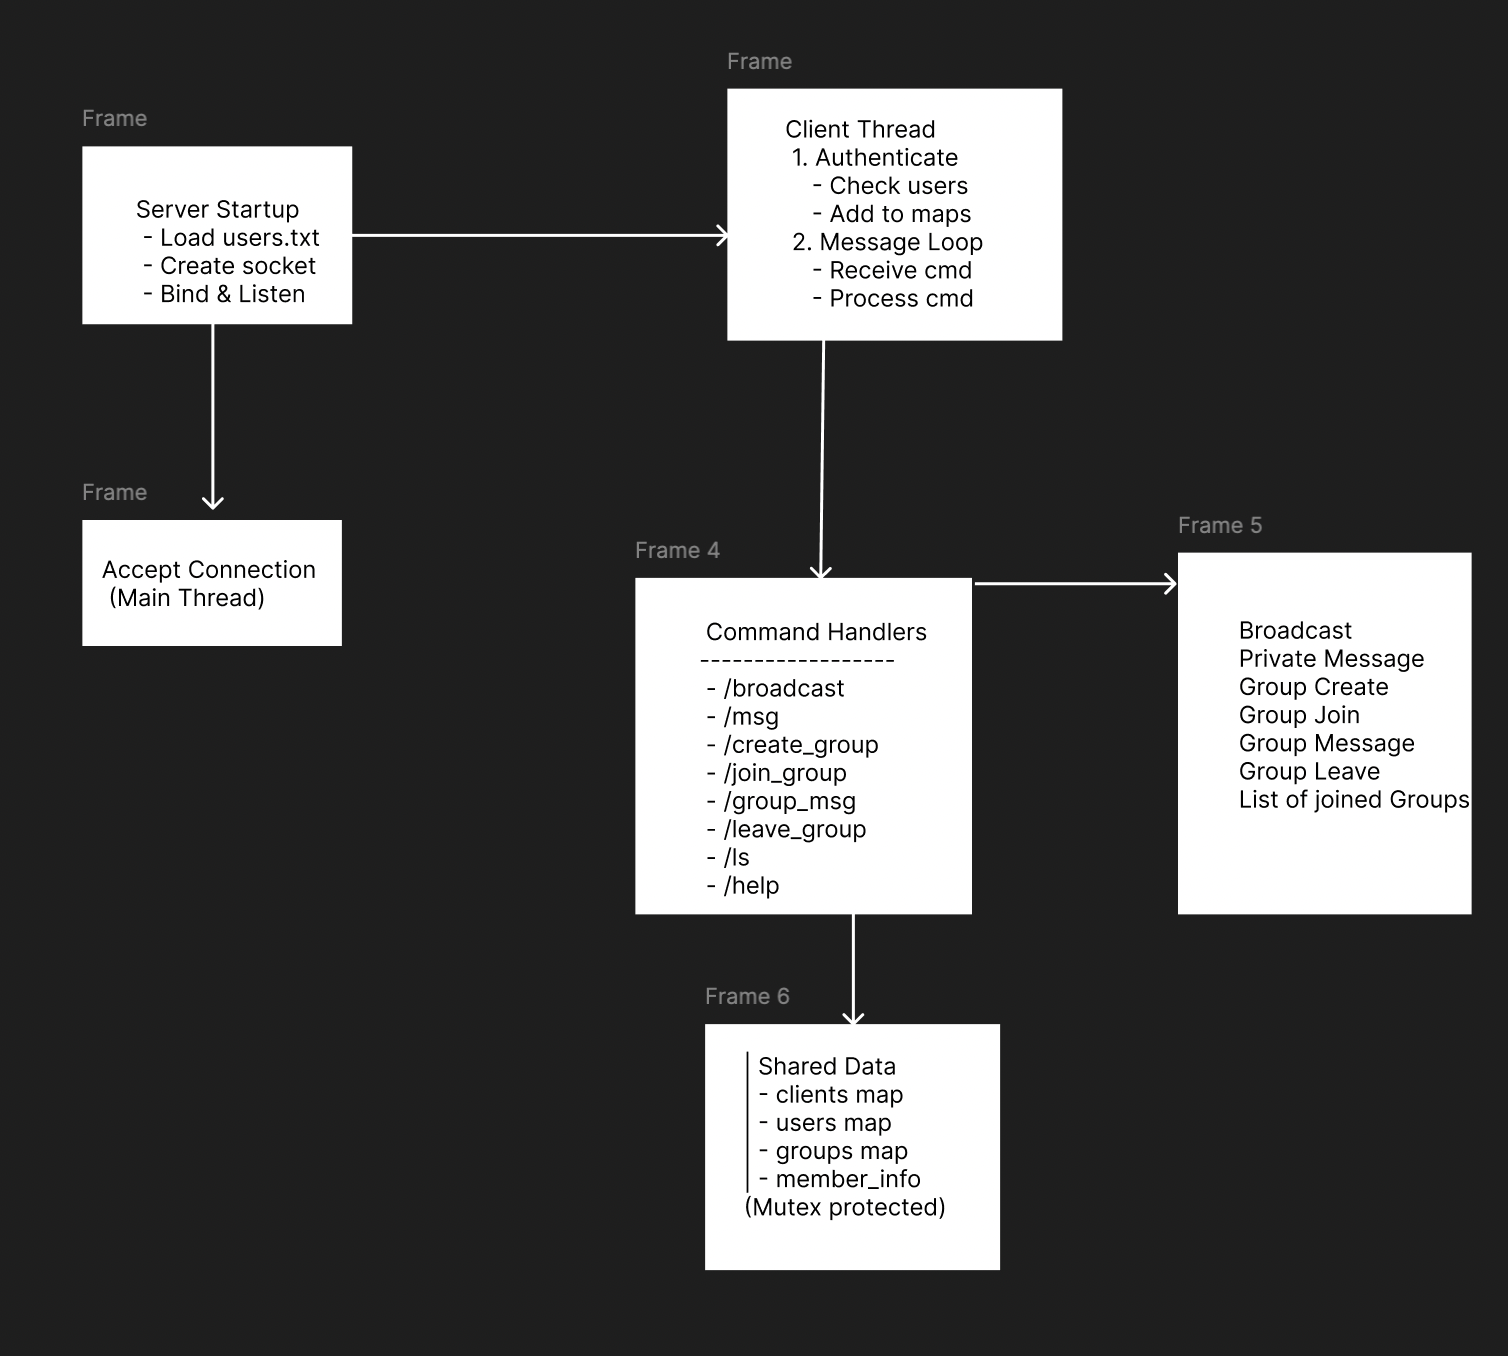 Frame
Server Startup
- Load users.txt
- Create socket
- Bind & Listen
Frame
Client Thread
1. Authenticate
- Check users
- Add to maps
2. Message Loop
- Receive cmd
- Process cmd
Frame
Accept Connection
(Main Thread)
Frame 4
Command Handlers
------------------
- /broadcast
- /msg
- /create_group
- /join_group
- /group_msg
- /leave_group
- /ls
- /help
Frame 5
Broadcast
Private Message
Group Create
Group Join
Group Message
Group Leave
List of joined Groups
Frame 6
Shared Data
- clients map
- users map
- groups map
- member_info
(Mutex protected)